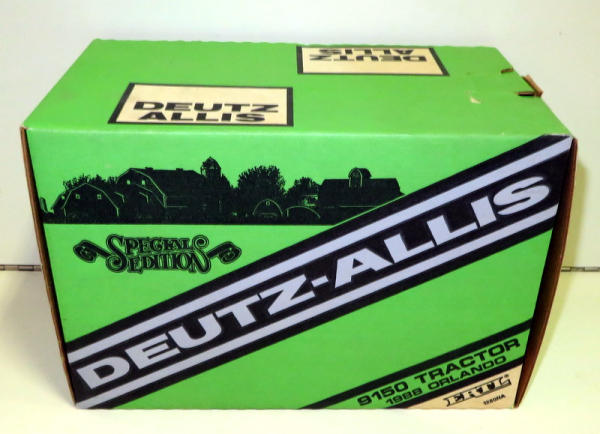 DEUTZ
ALLIS
DEUTZ
ALLIS
SPECIAL
EDITION
DEUTZ-ALLIS
9150 TRACTOR
1988 ORLANDO
ERTL